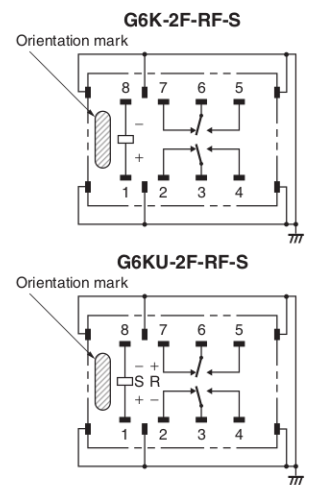 G6K-2F-RF-S
Orientation mark
8 7 6 5
−
+
1 2 3 4
G6KU-2F-RF-S
Orientation mark
8 7 6 5
− +
S R
+ −
1 2 3 4